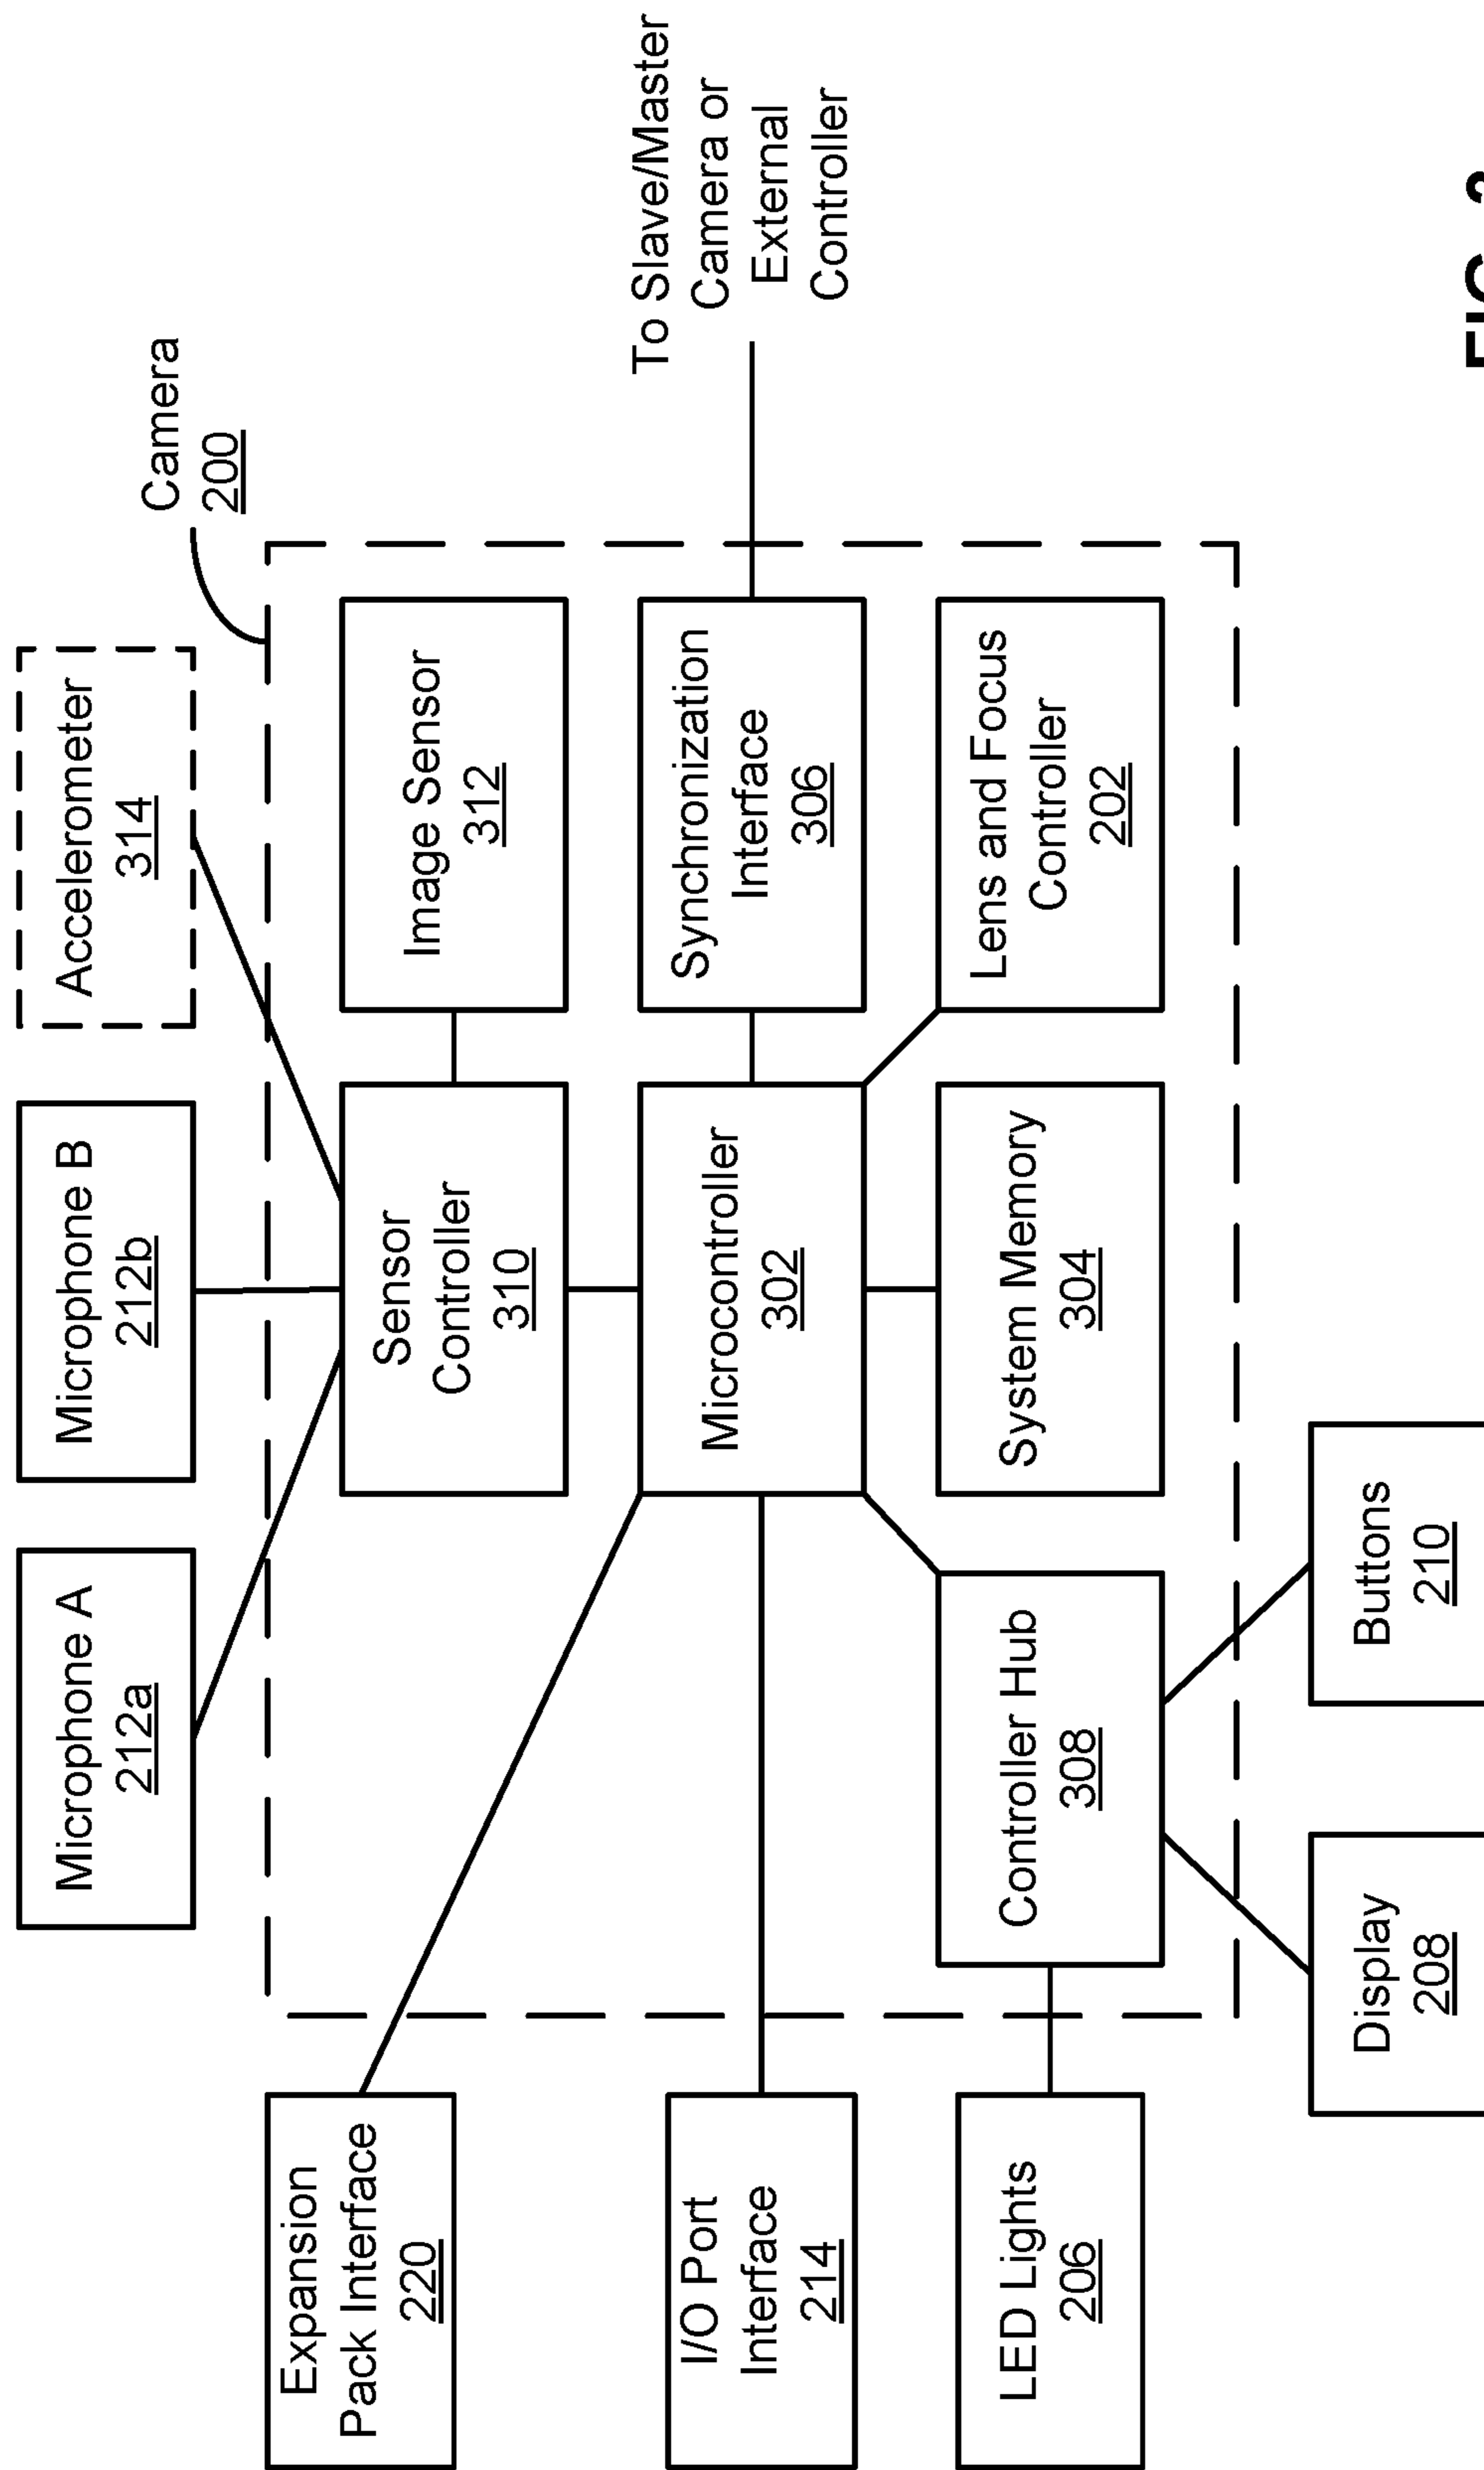 Microphone A
212a
Microphone B
212b
Accelerometer
314
Camera
200
Expansion
Pack Interface
220
Sensor
Controller
310
Image Sensor
312
I/O Port
Interface
214
Microcontroller
302
Synchronization
Interface
306
To Slave/Master
Camera or
External
Controller
LED Lights
206
Controller Hub
308
System Memory
304
Lens and Focus
Controller
202
Display
208
Buttons
210
FIG